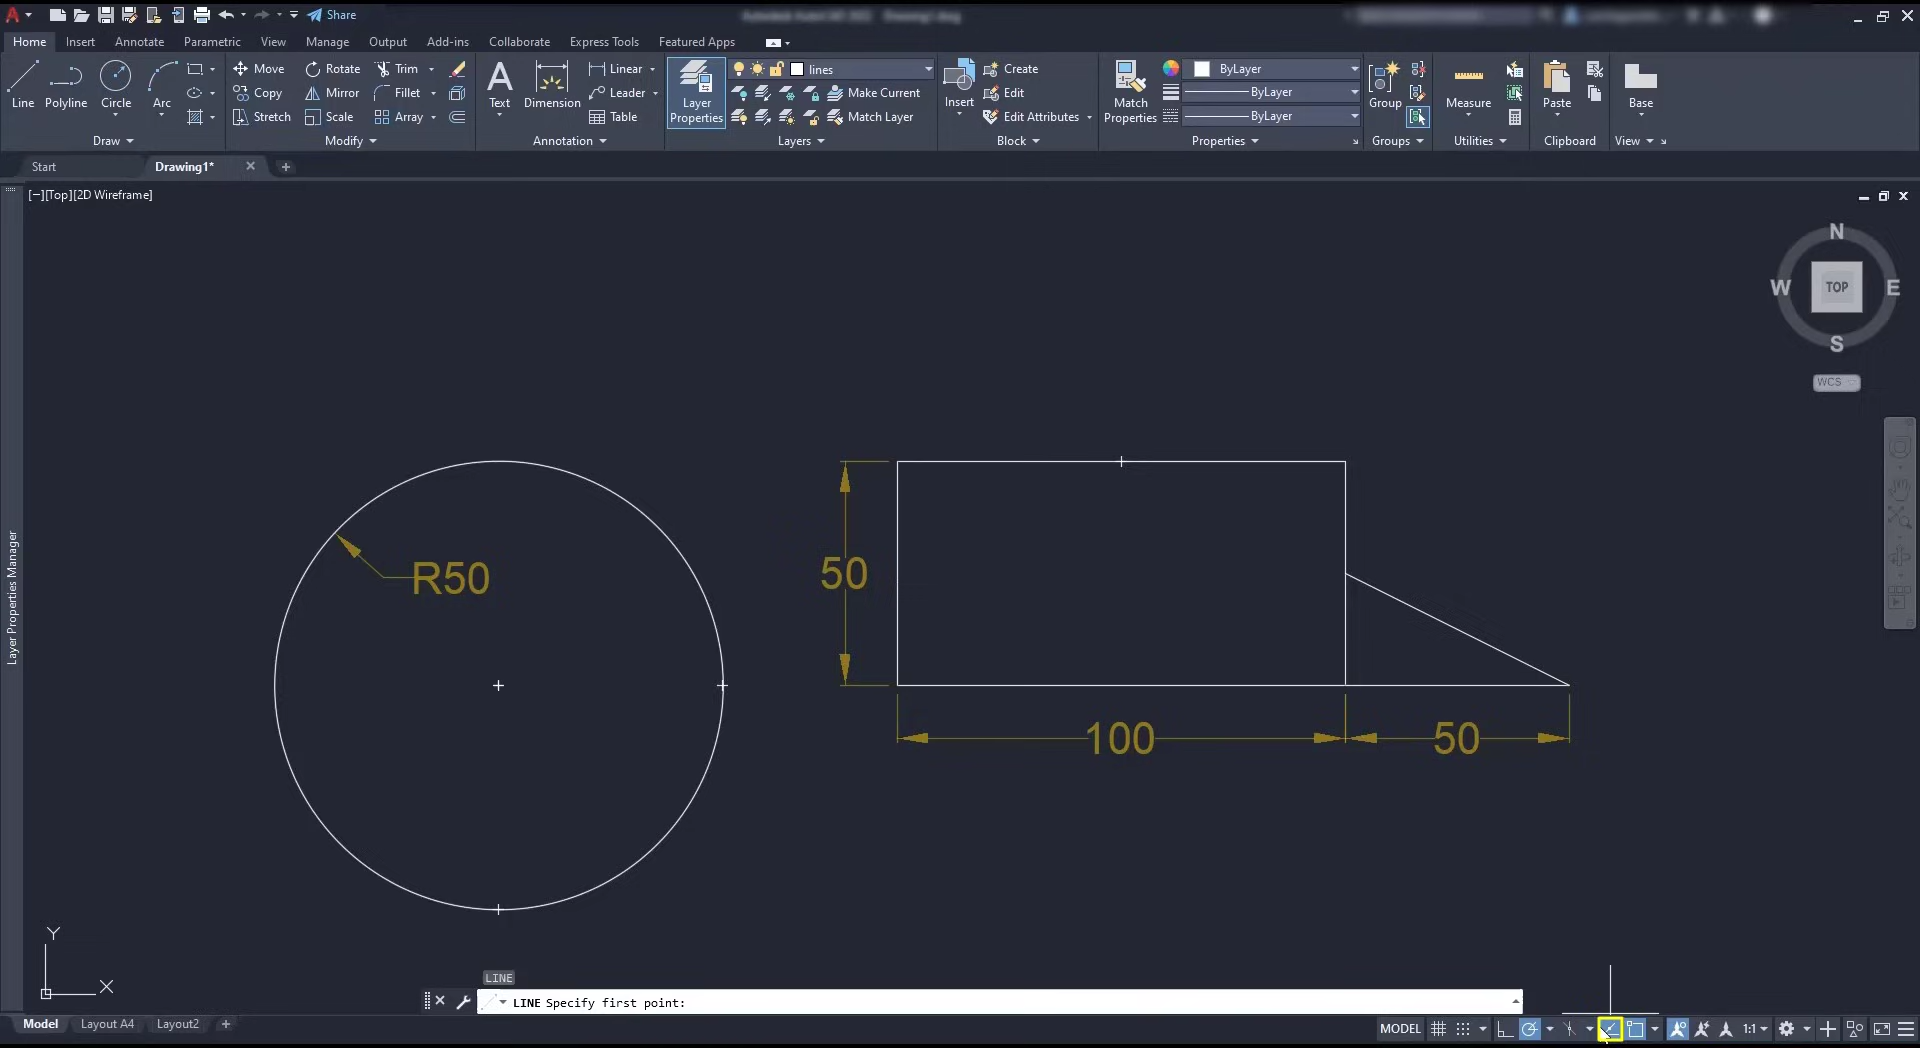 Share
Home Insert Annotate Parametric View Manage Output Add-ins Collaborate Express Tools Featured Apps
Line Polyline Circle Arc
Move Rotate Trim
Copy Mirror Fillet
Stretch Scale Array
Text Dimension
Linear
Leader
Table
Layer Properties
lines
Make Current
Match Layer
Insert
Create
Edit
Edit Attributes
Match Properties
ByLayer
ByLayer
ByLayer
Group
Measure
Paste
Base
Draw Modify Annotation Layers Block Properties Groups Utilities Clipboard View
Start Drawing1*
[−][Top][2D Wireframe]
N
W TOP E
S
WCS
Layer Properties Manager
R50
50
100
50
Y
X
LINE
LINE Specify first point:
Model Layout A4 Layout2
MODEL 1:1